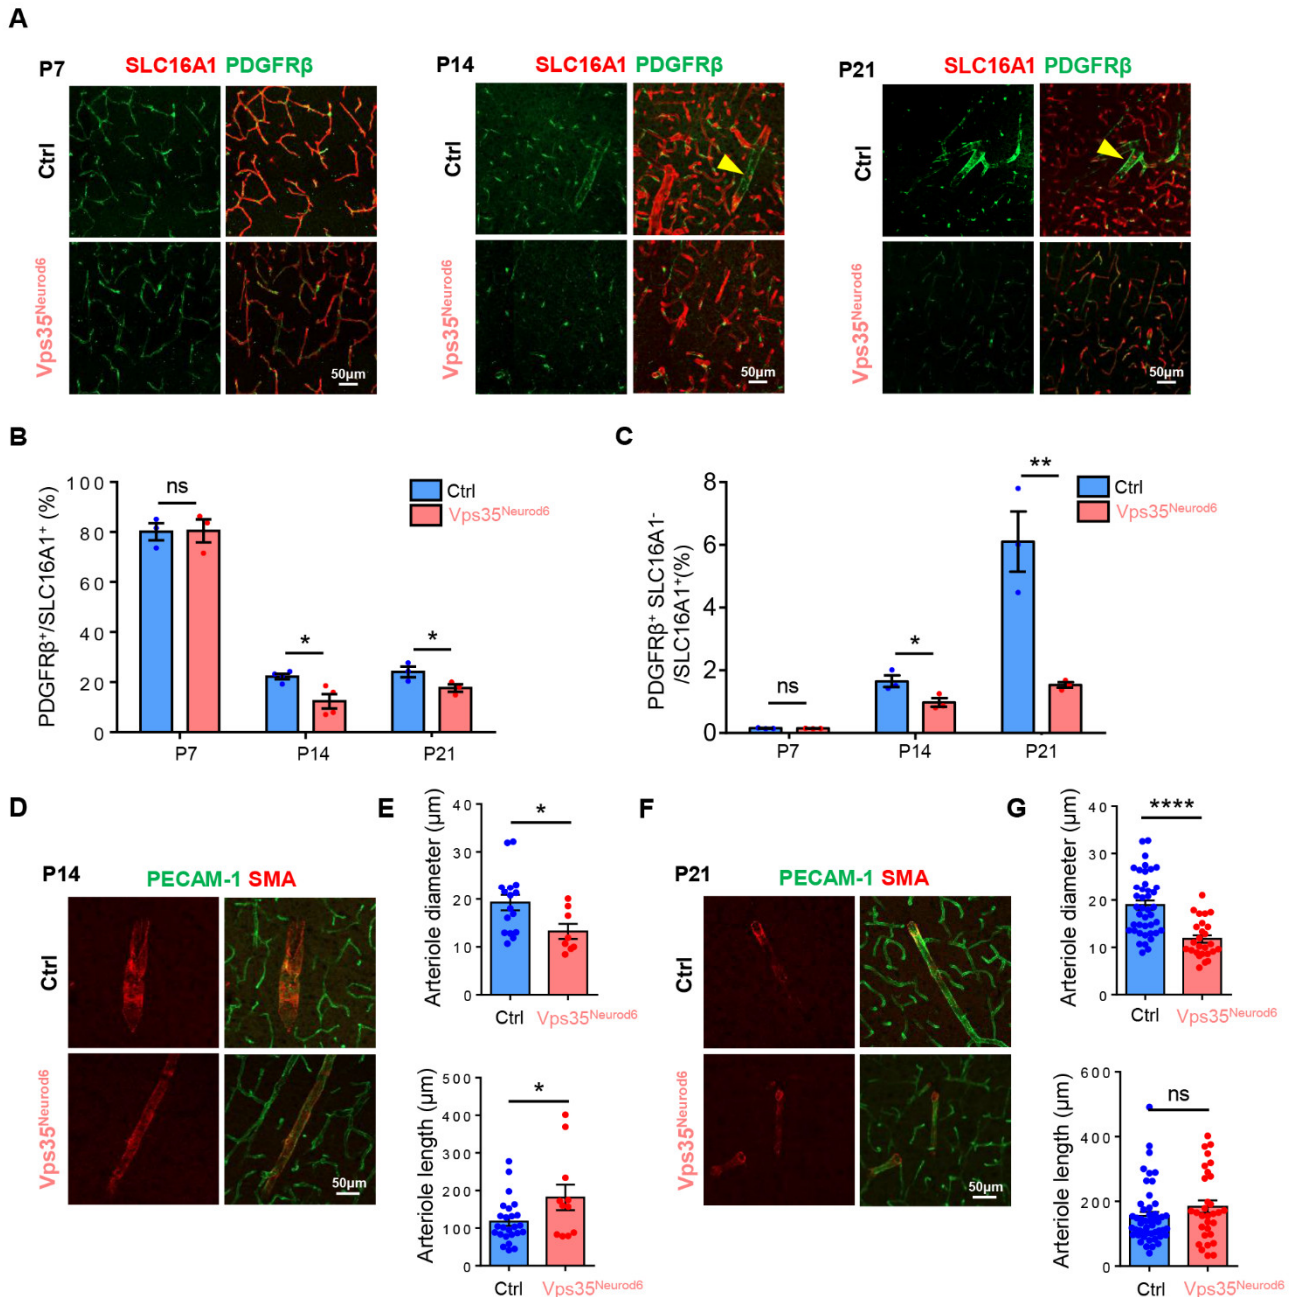 A
P7 SLC16A1 PDGFRβ
P14 SLC16A1 PDGFRβ
P21 SLC16A1 PDGFRβ
Ctrl
Ctrl
Ctrl
Vps35Neurod6
50µm
Vps35Neurod6
50µm
Vps35Neurod6
50µm
B
PDGFRβ+/SLC16A1+ (%)
100
80
60
40
20
0
ns
*
*
P7
P14
P21
Ctrl
Vps35Neurod6
C
PDGFRβ+ SLC16A1-
/SLC16A1+(%)
8
6
4
2
0
ns
*
**
P7
P14
P21
Ctrl
Vps35Neurod6
D
P14
PECAM-1 SMA
Ctrl
Vps35Neurod6
50µm
E
Arteriole diameter (µm)
40
30
20
10
0
*
Ctrl
Vps35Neurod6
Arteriole length (µm)
500
400
300
200
100
0
*
Ctrl
Vps35Neurod6
F
P21
PECAM-1 SMA
Ctrl
Vps35Neurod6
50µm
G
Arteriole diameter (µm)
40
30
20
10
0
****
Ctrl
Vps35Neurod6
Arteriole length (µm)
600
400
200
0
ns
Ctrl
Vps35Neurod6